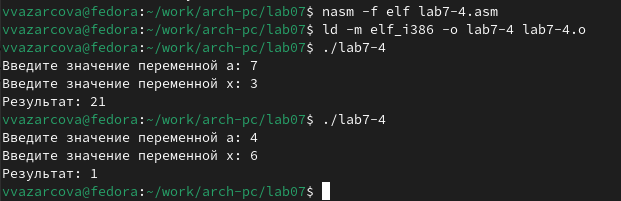 vvazarcova@fedora:~/work/arch-pc/lab07$ nasm -f elf lab7-4.asm
vvazarcova@fedora:~/work/arch-pc/lab07$ ld -m elf_i386 -o lab7-4 lab7-4.o
vvazarcova@fedora:~/work/arch-pc/lab07$ ./lab7-4
Введите значение переменной a: 7
Введите значение переменной x: 3
Результат: 21
vvazarcova@fedora:~/work/arch-pc/lab07$ ./lab7-4
Введите значение переменной a: 4
Введите значение переменной x: 6
Результат: 1
vvazarcova@fedora:~/work/arch-pc/lab07$